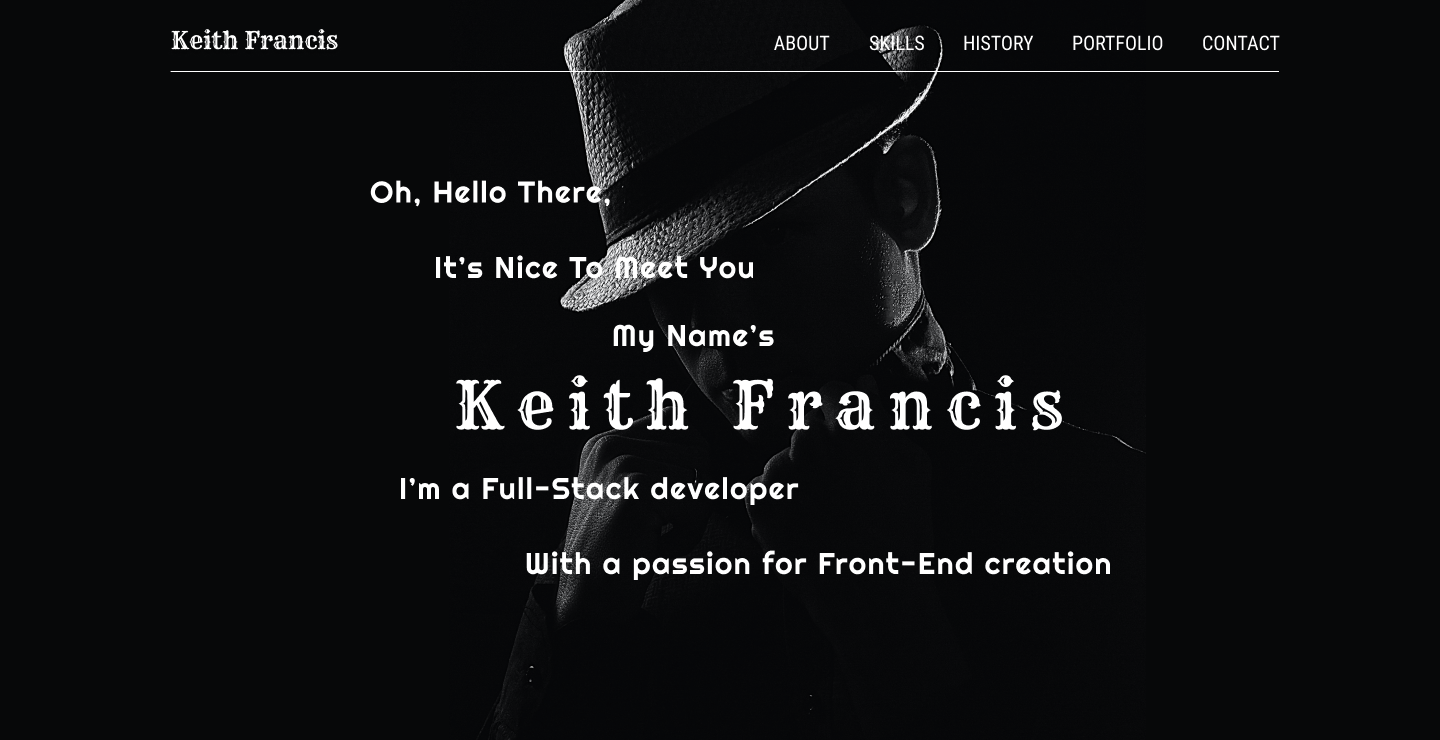 Keith Francis
ABOUT SKILLS HISTORY PORTFOLIO CONTACT
Oh, Hello There,
It's Nice To Meet You
My Name's
Keith Francis
I'm a Full-Stack developer
With a passion for Front-End creation